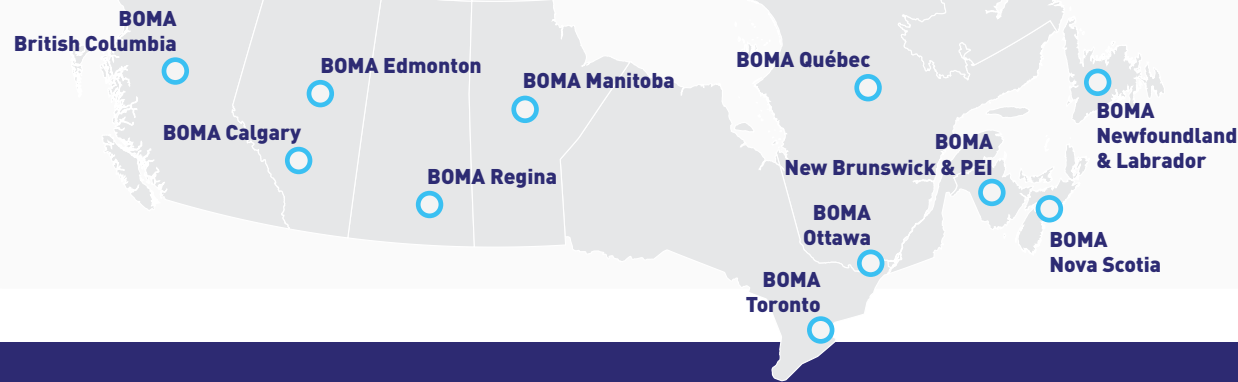 BOMA
British Columbia
BOMA Edmonton
BOMA Manitoba
BOMA Québec
BOMA Calgary
BOMA Regina
BOMA
Newfoundland
& Labrador
BOMA
New Brunswick & PEI
BOMA
Ottawa
BOMA
Nova Scotia
BOMA
Toronto